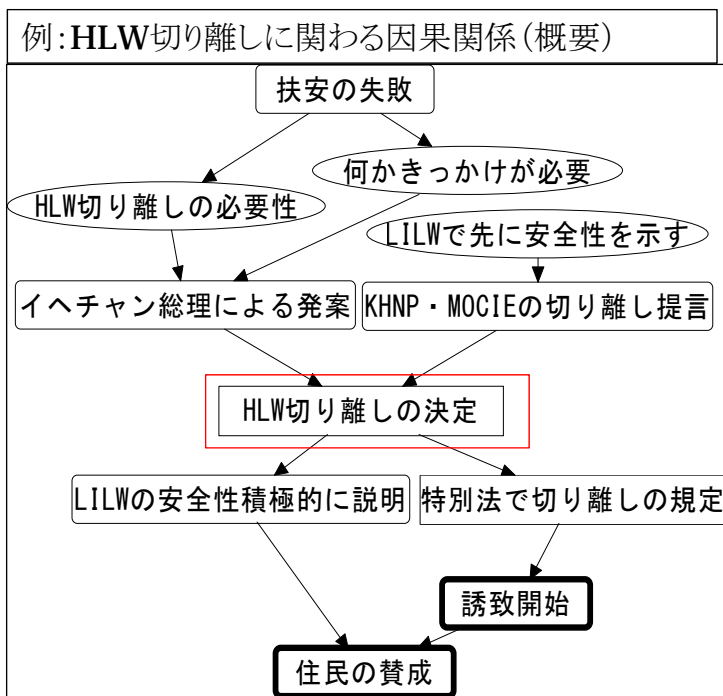 例：HLW切り離しに関わる因果関係（概要）
扶安の失敗
何かきっかけが必要
HLW切り離しの必要性
LILWで先に安全性を示す
イヘチャン総理による発案
KHNP・MOCIEの切り離し提言
HLW切り離しの決定
LILWの安全性積極的に説明
特別法で切り離しの規定
誘致開始
住民の賛成